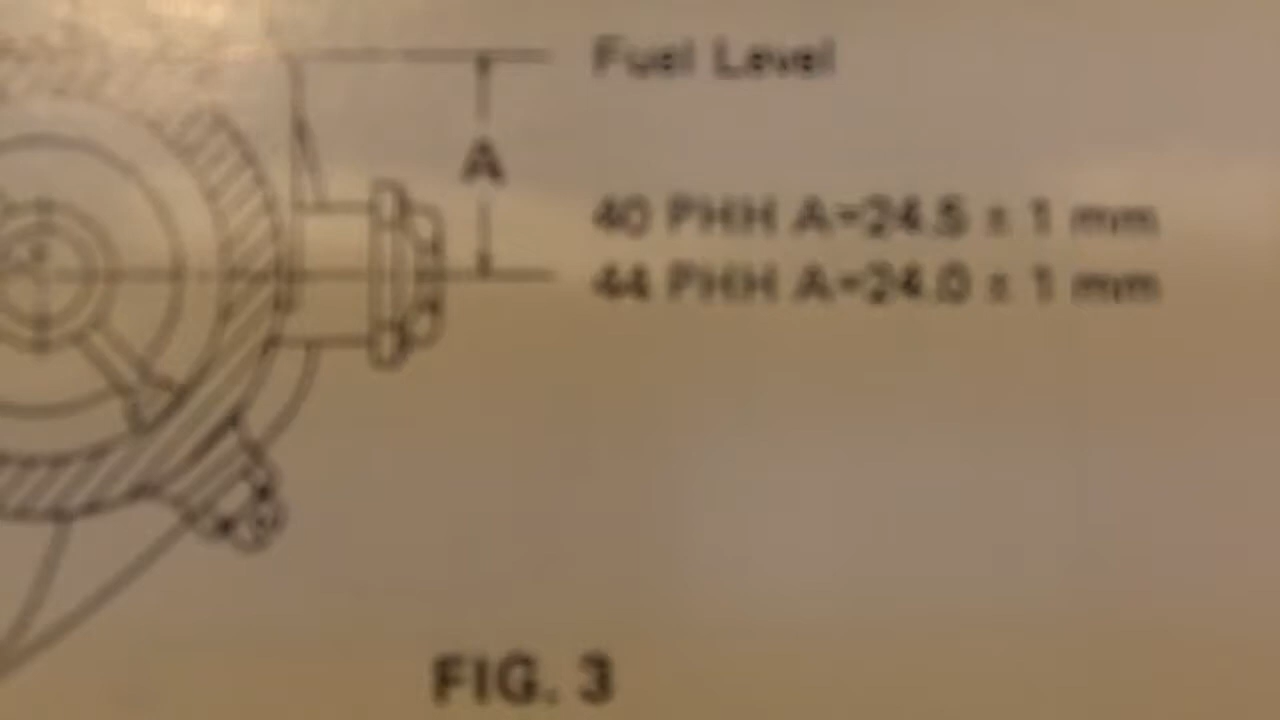 Fuel Level
A
40 PHH A=24.5 ± 1 mm
44 PHH A=24.0 ± 1 mm
FIG. 3